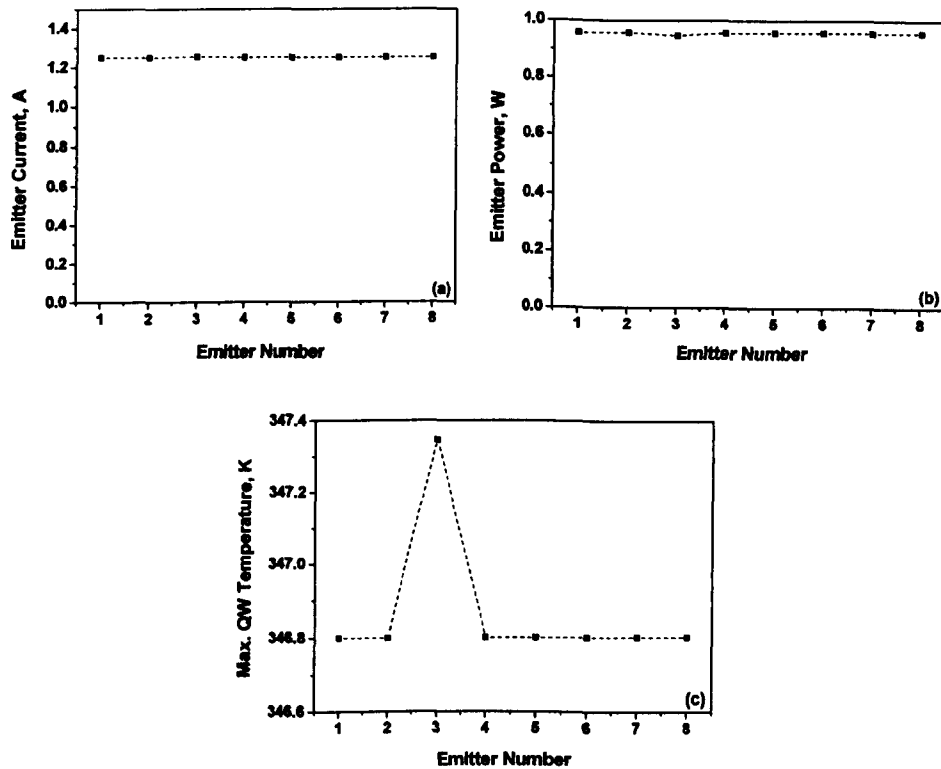 1.4
1.2
1.0
0.8
0.6
0.4
0.2
0.0
Emitter Current, A
1 2 3 4 5 6 7 8
Emitter Number
(a)
1.0
0.8
0.6
0.4
0.2
0.0
Emitter Power, W
1 2 3 4 5 6 7 8
Emitter Number
(b)
347.4
347.2
347.0
346.8
346.6
Max. QW Temperature, K
1 2 3 4 5 6 7 8
Emitter Number
(c)